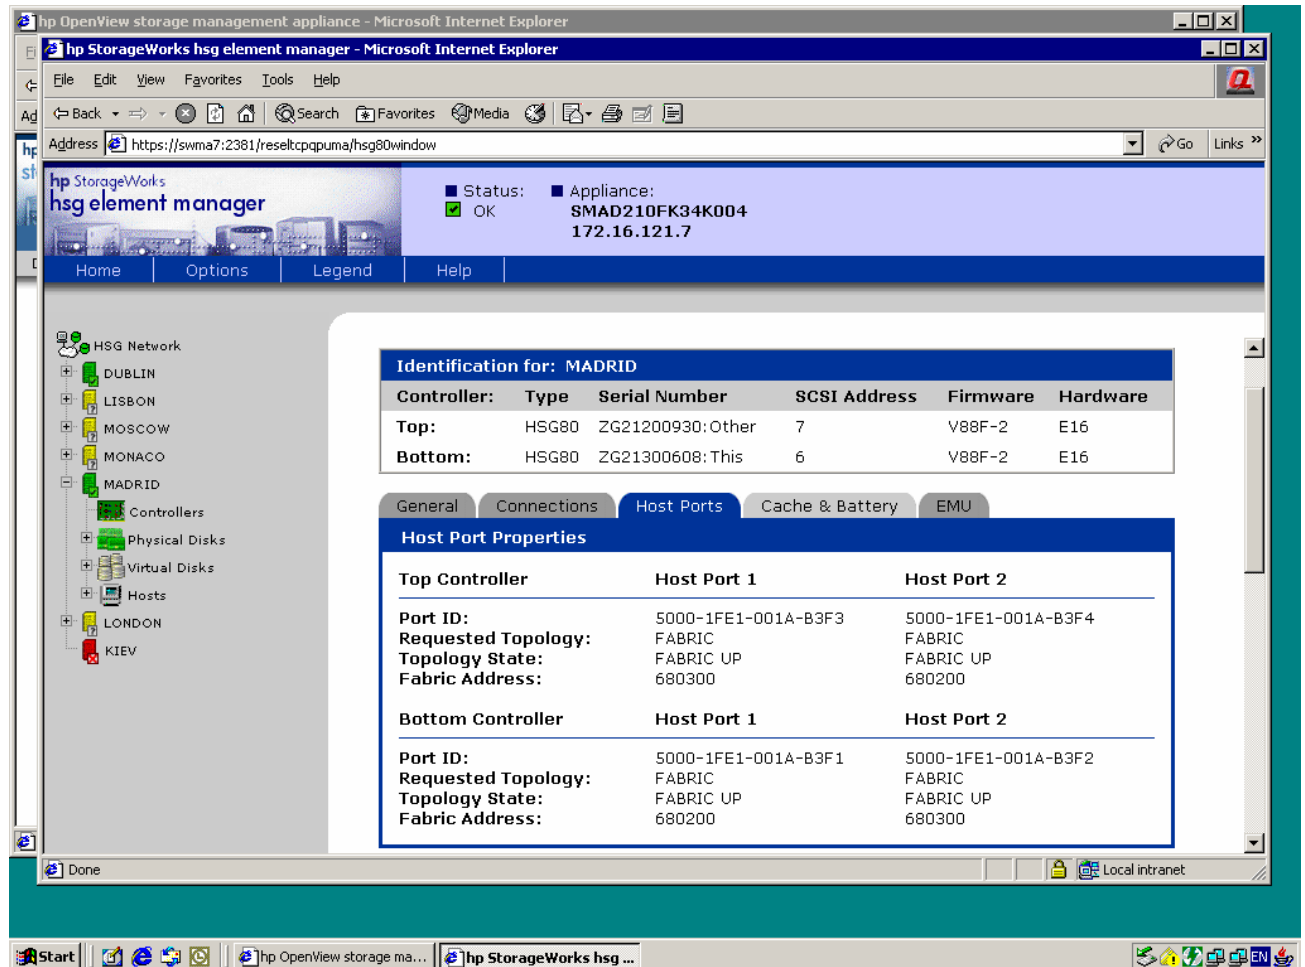 hp OpenView storage management appliance - Microsoft Internet Explorer
hp StorageWorks hsg element manager - Microsoft Internet Explorer
File Edit View Favorites Tools Help
Back Search Favorites Media
Address https://swma7:2381/reseltcpqpuma/hsg80window Go Links »
hp StorageWorks
hsg element manager
Status: Appliance:
OK SMAD210FK34K004
172.16.121.7
Home Options Legend Help
HSG Network
DUBLIN
LISBON
MOSCOW
MONACO
MADRID
Controllers
Physical Disks
Virtual Disks
Hosts
LONDON
KIEV
Identification for: MADRID
Controller: Type Serial Number SCSI Address Firmware Hardware
Top: HSG80 ZG21200930:Other 7 V88F-2 E16
Bottom: HSG80 ZG21300608:This 6 V88F-2 E16
General Connections Host Ports Cache & Battery EMU
Host Port Properties
Top Controller Host Port 1 Host Port 2
Port ID: 5000-1FE1-001A-B3F3 5000-1FE1-001A-B3F4
Requested Topology: FABRIC FABRIC
Topology State: FABRIC UP FABRIC UP
Fabric Address: 680300 680200
Bottom Controller Host Port 1 Host Port 2
Port ID: 5000-1FE1-001A-B3F1 5000-1FE1-001A-B3F2
Requested Topology: FABRIC FABRIC
Topology State: FABRIC UP FABRIC UP
Fabric Address: 680200 680300
Done Local intranet
Start hp OpenView storage ma... hp StorageWorks hsg ... EN